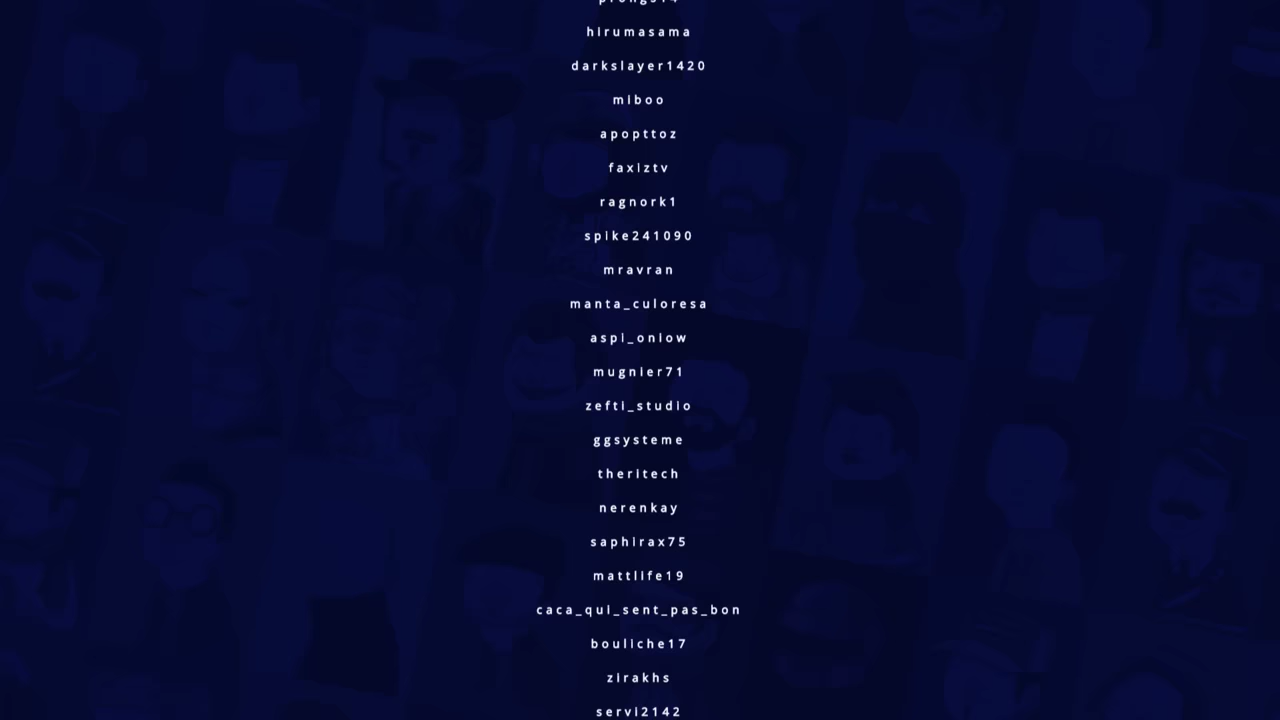 hirumasama
darkslayer1420
miboo
apopttoz
faxiztv
ragnork1
spike241090
mravran
manta_culoresa
aspi_onlow
mugnier71
zefti_studio
ggsysteme
theritech
nerenkay
saphirax75
mattlife19
caca_qui_sent_pas_bon
bouliche17
zirakhs
servi2142